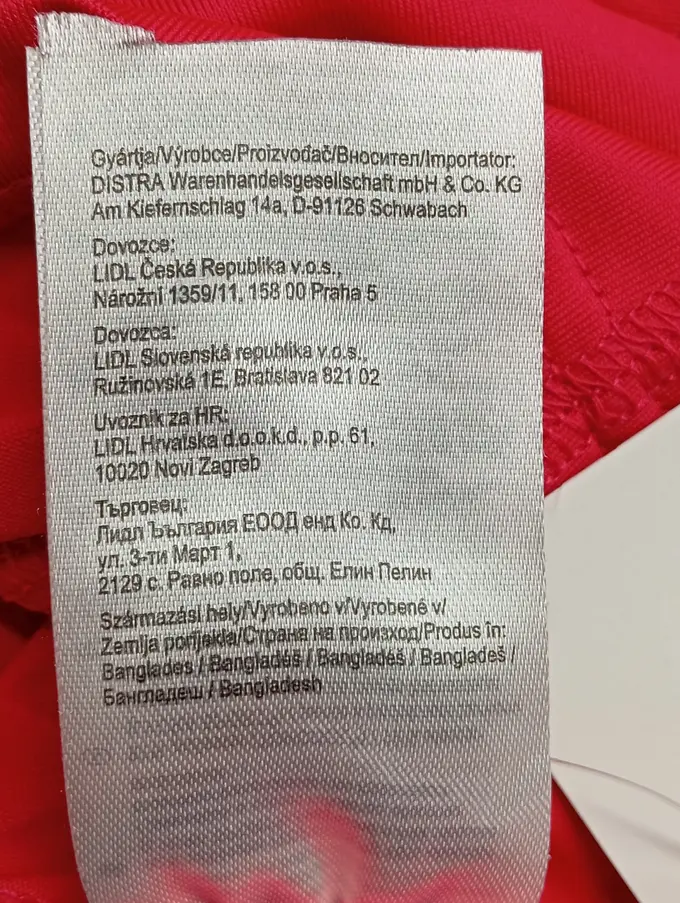 Gyártja/Výrobce/Proizvođač/Вносител/Importator:
DISTRA Warenhandelsgesellschaft mbH & Co. KG
Am Kiefernschlag 14a, D-91126 Schwabach
Dovozce:
LIDL Česká Republika v.o.s.,
Nárožní 1359/11, 158 00 Praha 5
Dovozca:
LIDL Slovenská republika v.o.s.,
Ružinovská 1E, Bratislava 821 02
Uvoznik za HR:
LIDL Hrvatska d.o.o.k.d., p.p. 61,
10020 Novi Zagreb
Търговец:
Лидл България ЕООД енд Ко. Кд,
ул. 3-ти Март 1,
2129 с. Равно поле, общ. Елин Пелин
Származási hely/Vyrobeno v/Vyrobené v/
Zemlja porijekla/Страна на произход/Produs în:
Banglades / Bangladéš / Bangladéš / Bangladeš /
Бангладеш / Bangladesh